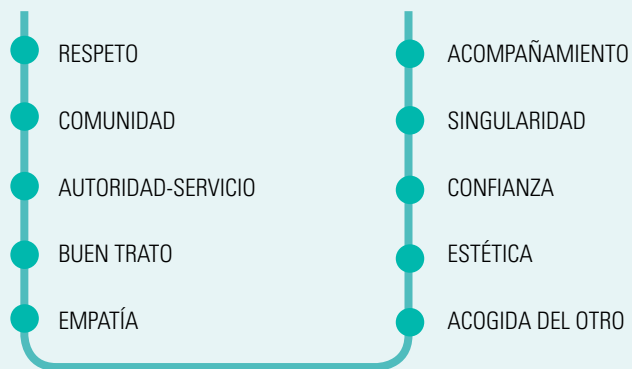 RESPETO
COMUNIDAD
AUTORIDAD-SERVICIO
BUEN TRATO
EMPATÍA
ACOMPAÑAMIENTO
SINGULARIDAD
CONFIANZA
ESTÉTICA
ACOGIDA DEL OTRO